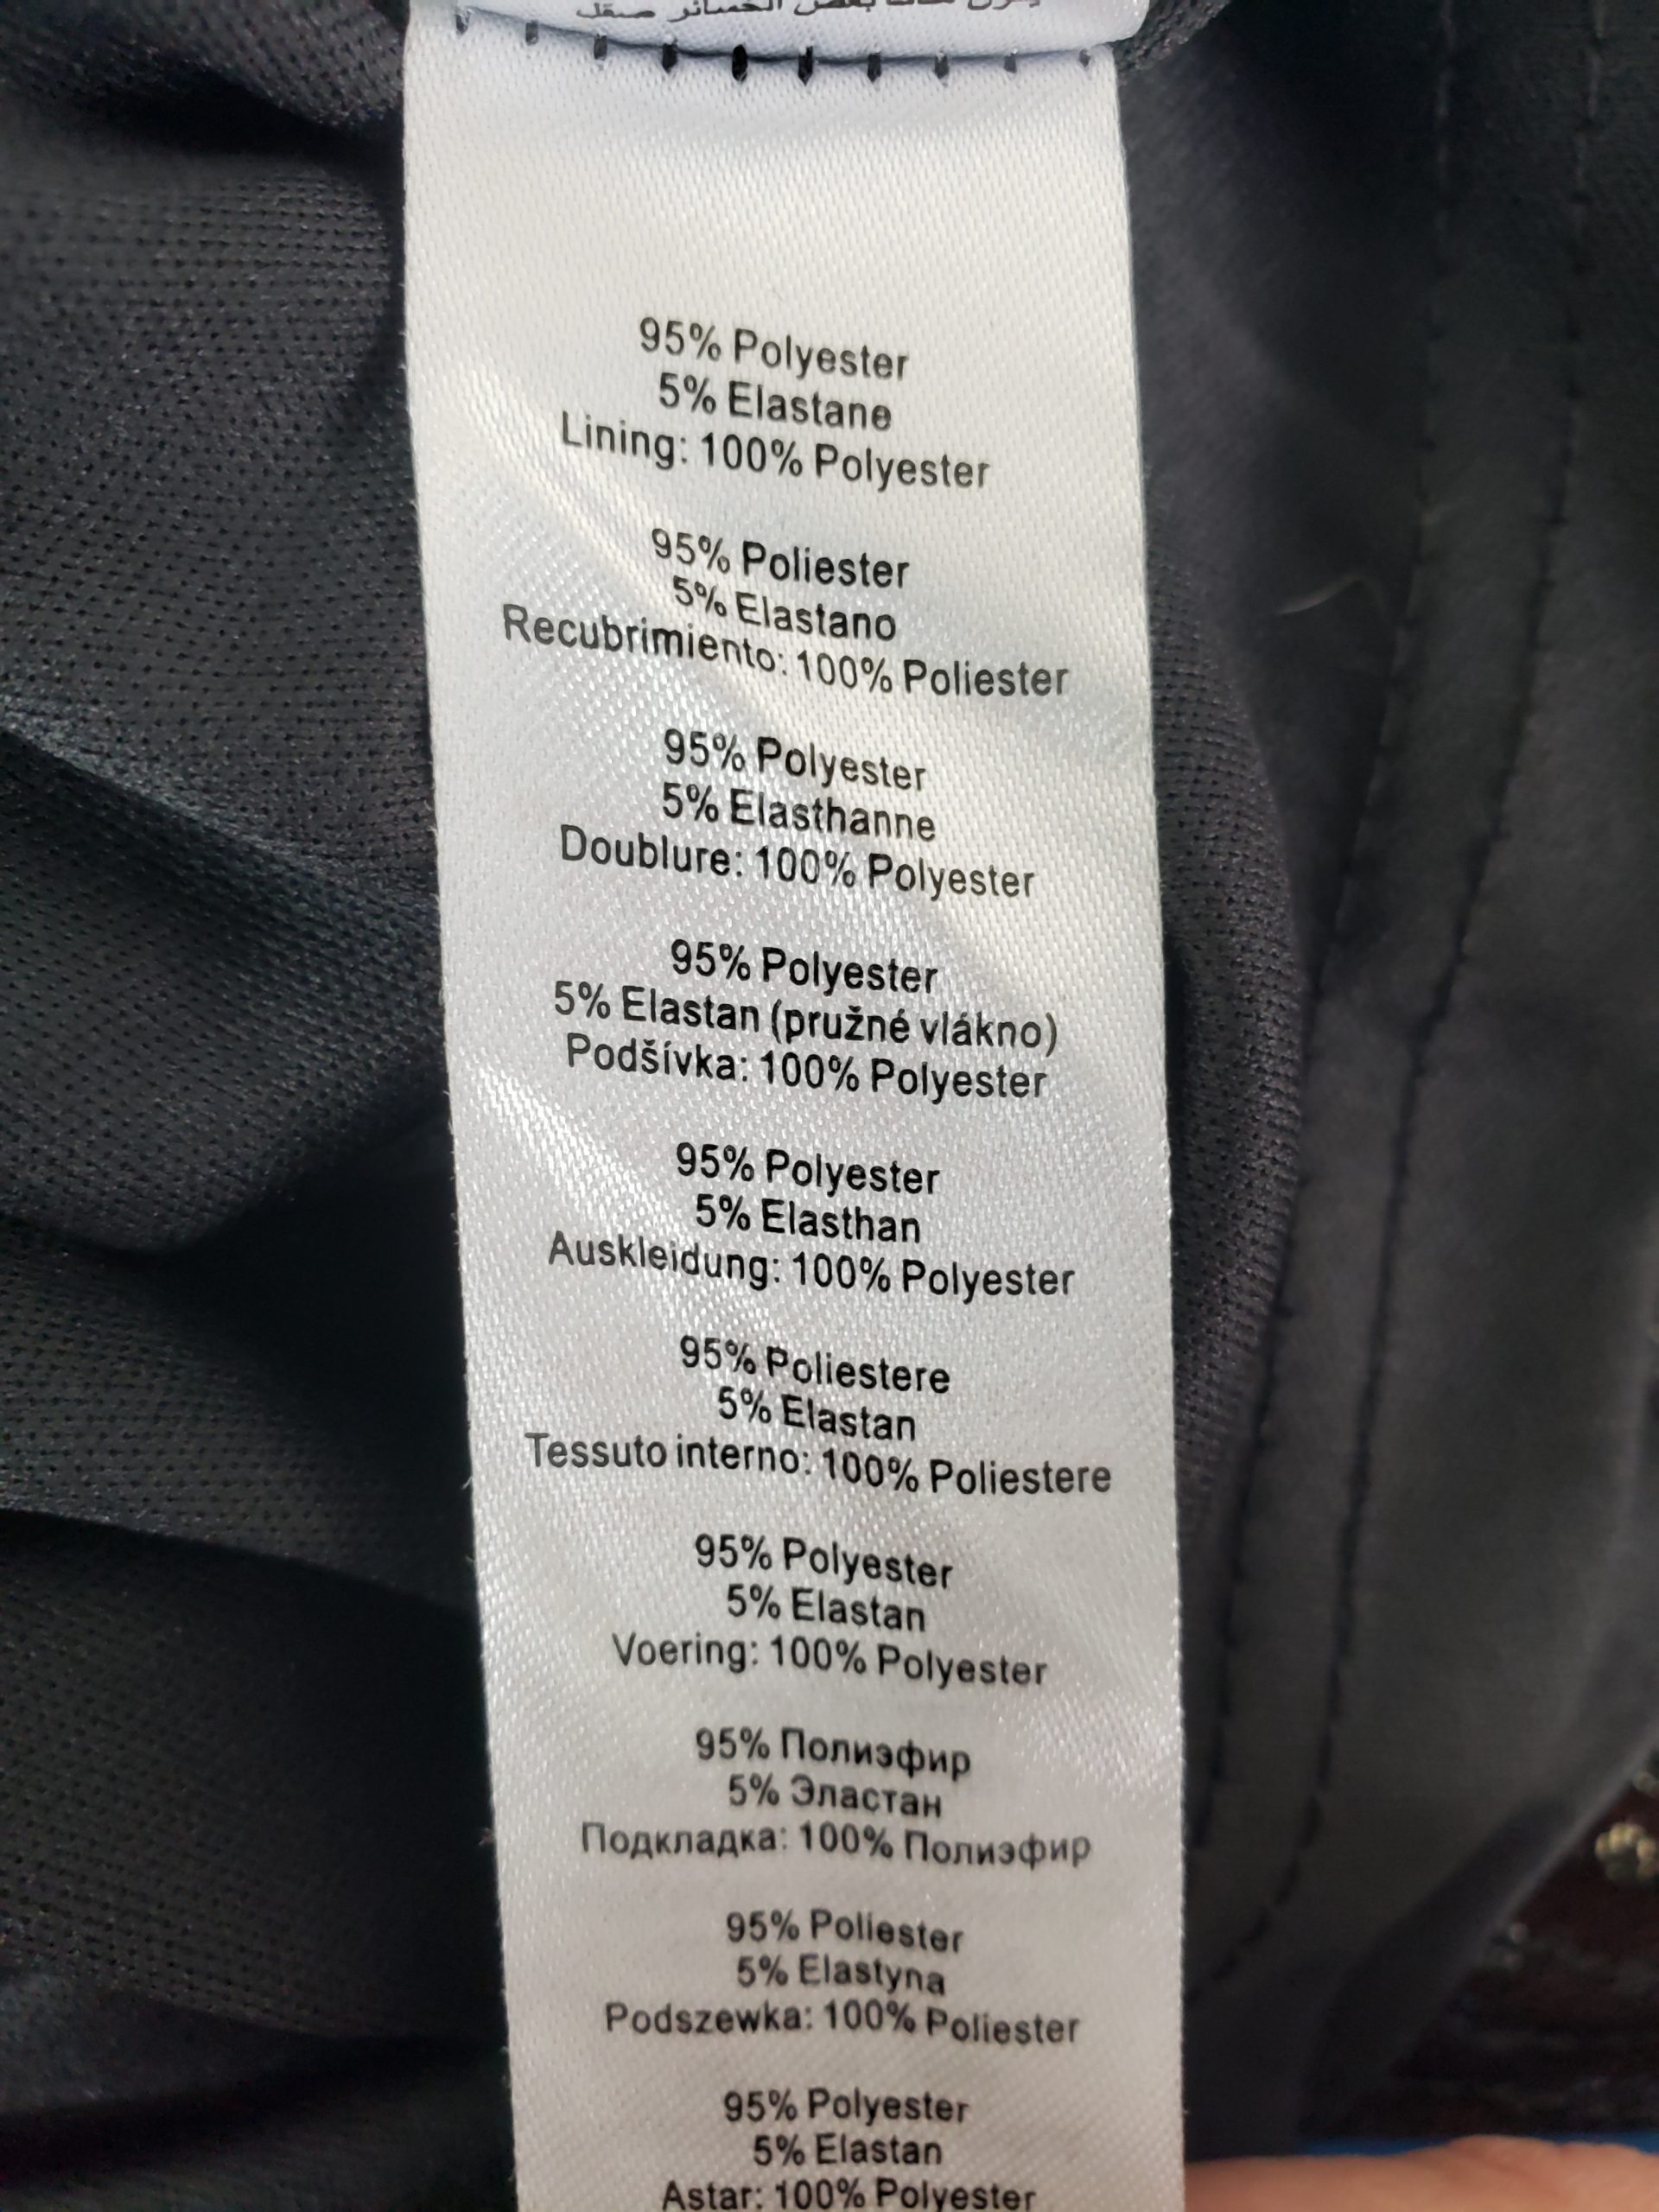 95% Polyester
5% Elastane
Lining: 100% Polyester
95% Poliester
5% Elastano
Recubrimiento: 100% Poliester
95% Polyester
5% Elasthanne
Doublure: 100% Polyester
95% Polyester
5% Elastan (pružné vlákno)
Podšívka: 100% Polyester
95% Polyester
5% Elasthan
Auskleidung: 100% Polyester
95% Poliestere
5% Elastan
Tessuto interno: 100% Poliestere
95% Polyester
5% Elastan
Voering: 100% Polyester
95% Полиэфир
5% Эластан
Подкладка: 100% Полиэфир
95% Poliester
5% Elastyna
Podszewka: 100% Poliester
95% Polyester
5% Elastan
Astar: 100% Polyester